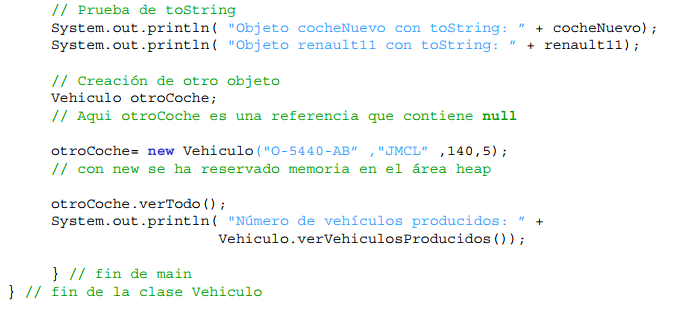 // Prueba de toString
System.out.println( "Objeto cocheNuevo con toString: ” + cocheNuevo);
System.out.println( "Objeto renault11 con toString: ” + renault11);
// Creación de otro objeto
Vehiculo otroCoche;
// Aqui otroCoche es una referencia que contiene null
otroCoche= new Vehiculo("O-5440-AB” ,"JMCL” ,140,5);
// con new se ha reservado memoria en el área heap
otroCoche.verTodo();
System.out.println( "Número de vehículos producidos: ” +
Vehiculo.verVehiculosProducidos());
} // fin de main
} // fin de la clase Vehiculo